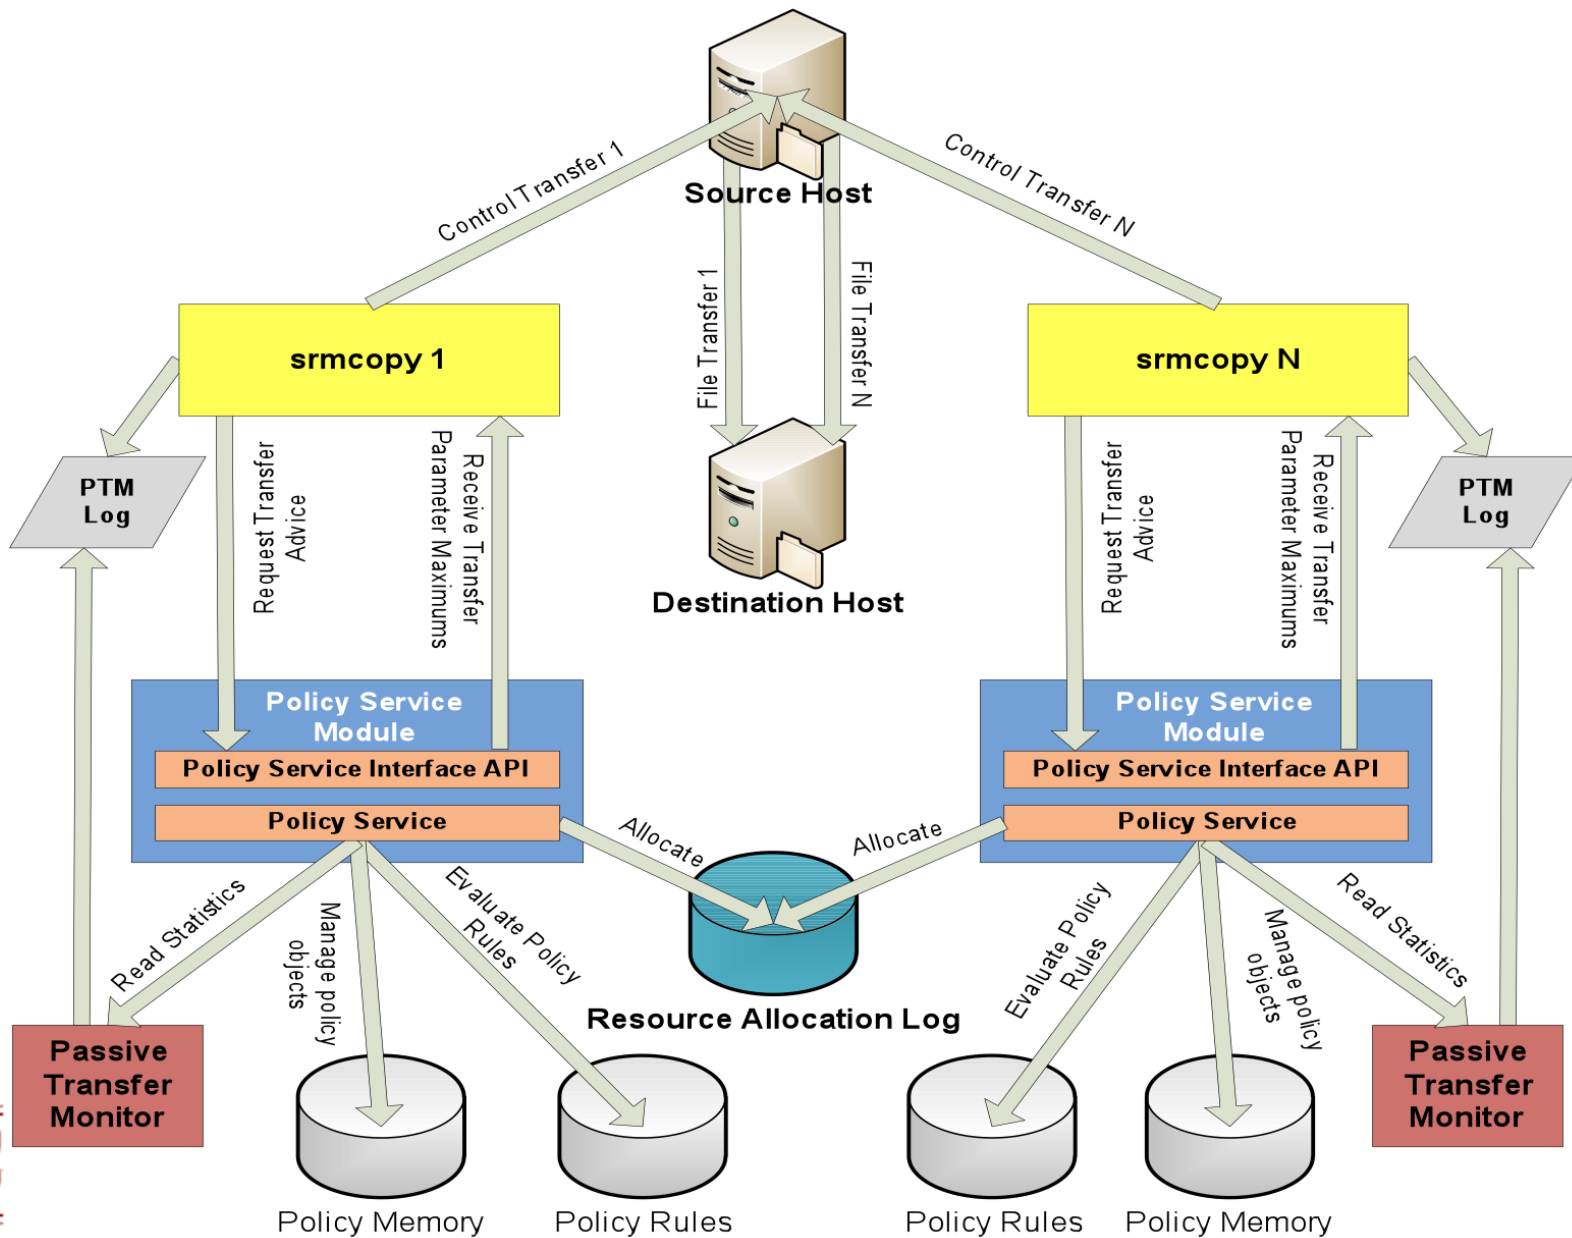 Source Host
Control Transfer 1
Control Transfer N
File Transfer 1
File Transfer N
srmcopy 1
srmcopy N
PTM
Log
Request Transfer
Advice
Receive Transfer
Parameter Maximums
Destination Host
Request Transfer
Advice
Receive Transfer
Parameter Maximums
PTM
Log
Policy Service
Module
Policy Service Interface API
Policy Service
Policy Service
Module
Policy Service Interface API
Policy Service
Allocate
Allocate
Read Statistics
Manage policy
objects
Evaluate Policy
Rules
Resource Allocation Log
Evaluate Policy
Rules
Manage policy
objects
Read Statistics
Passive
Transfer
Monitor
Passive
Transfer
Monitor
Policy Memory
Policy Rules
Policy Rules
Policy Memory